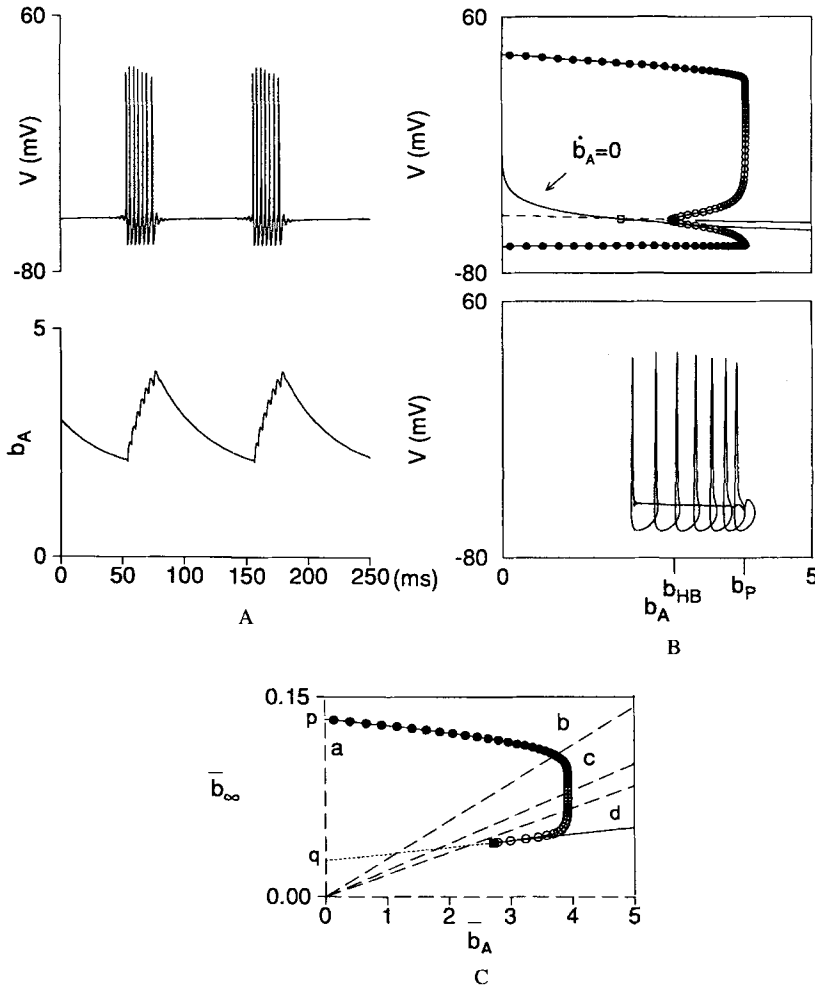 60
V (mV)
-80
5
b_A
0
0 50 100 150 200 250 (ms)
A
60
V (mV)
ḃ_A=0
-80
60
V (mV)
-80
0 b_HB b_P 5
b_A
B
0.15
p
a
b
c
d
b̄_∞
q
0.00
0 1 2 3 4 5
b̄_A
C